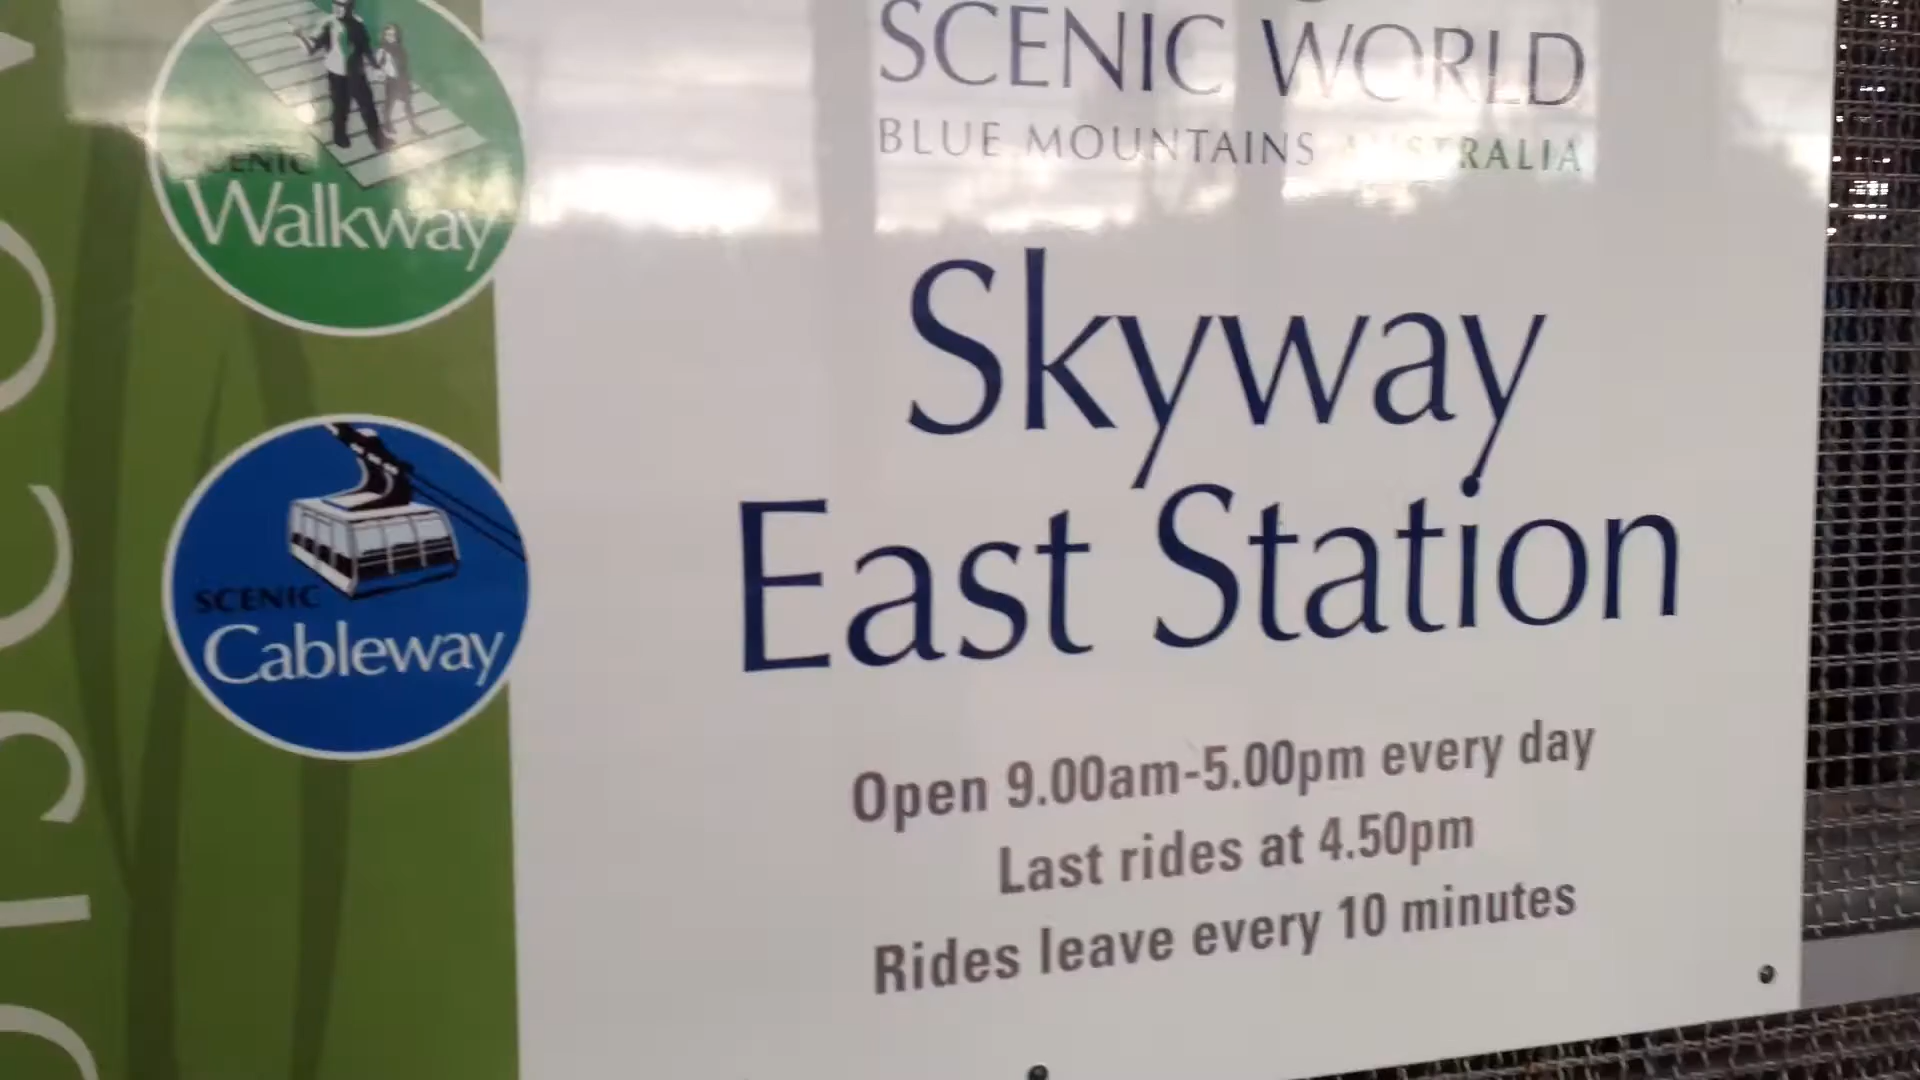 SCENIC
Walkway
SCENIC
Cableway
SCENIC WORLD
BLUE MOUNTAINS AUSTRALIA
Skyway
East Station
Open 9.00am-5.00pm every day
Last rides at 4.50pm
Rides leave every 10 minutes